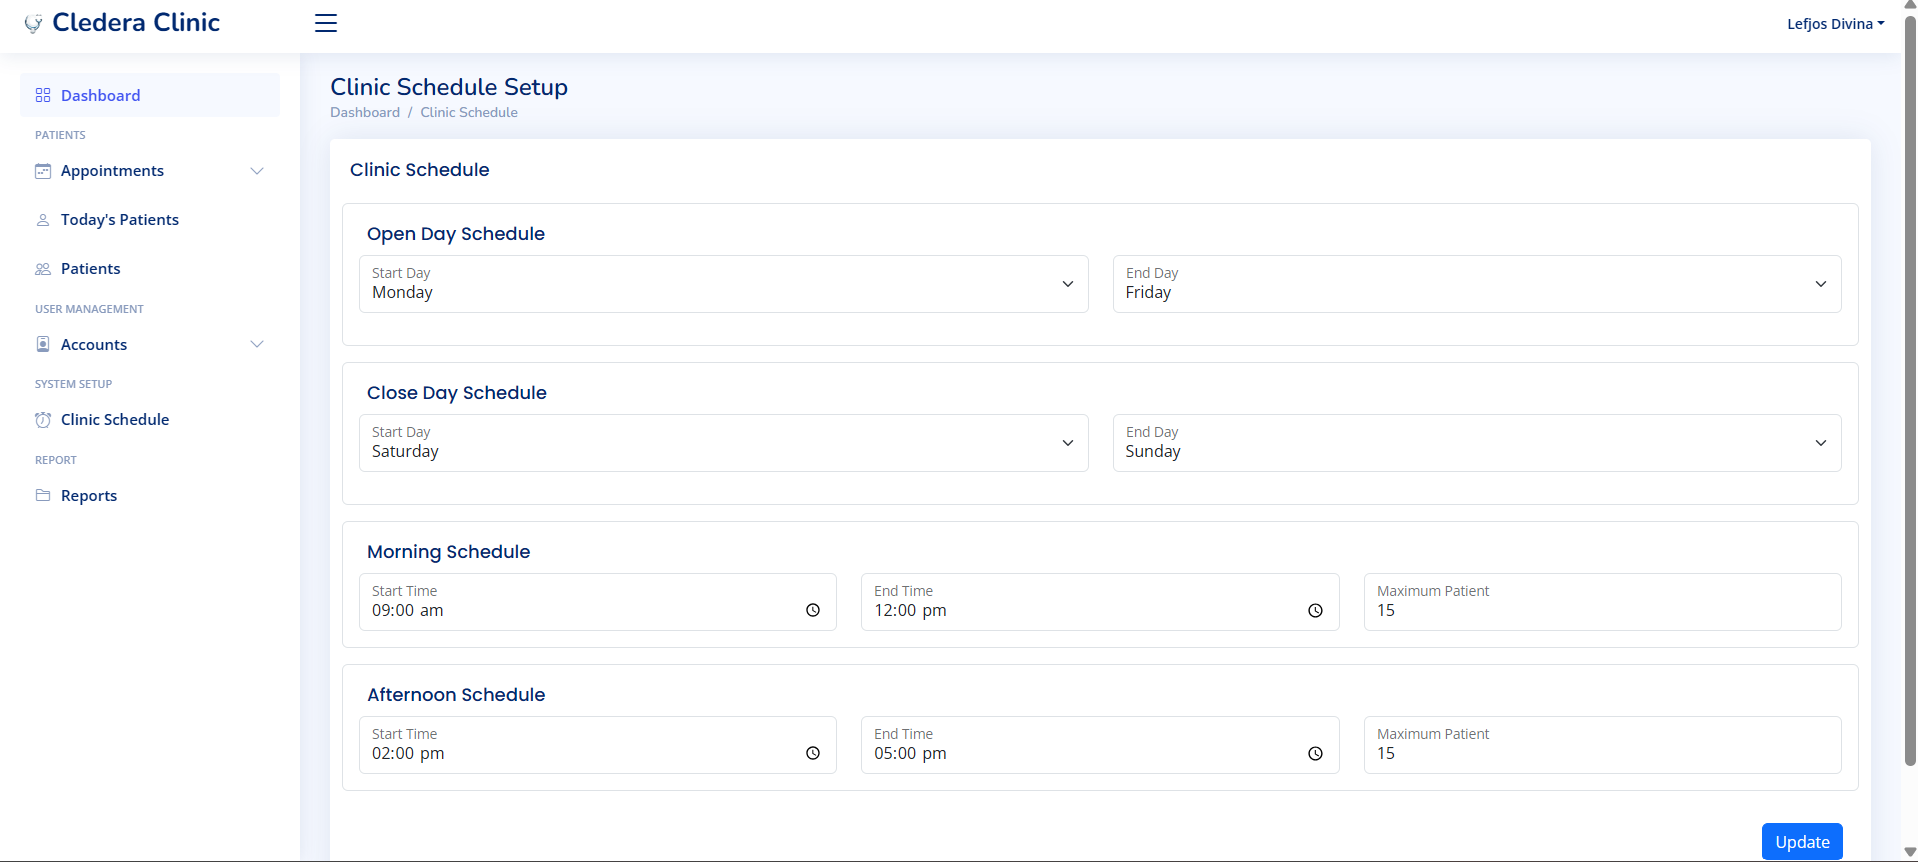 Cledera Clinic
Lefjos Divina
Dashboard
PATIENTS
Appointments
Today's Patients
Patients
USER MANAGEMENT
Accounts
SYSTEM SETUP
Clinic Schedule
REPORT
Reports
Clinic Schedule Setup
Dashboard / Clinic Schedule
Clinic Schedule
Open Day Schedule
Start Day
Monday
End Day
Friday
Close Day Schedule
Start Day
Saturday
End Day
Sunday
Morning Schedule
Start Time
09:00 am
End Time
12:00 pm
Maximum Patient
15
Afternoon Schedule
Start Time
02:00 pm
End Time
05:00 pm
Maximum Patient
15
Update